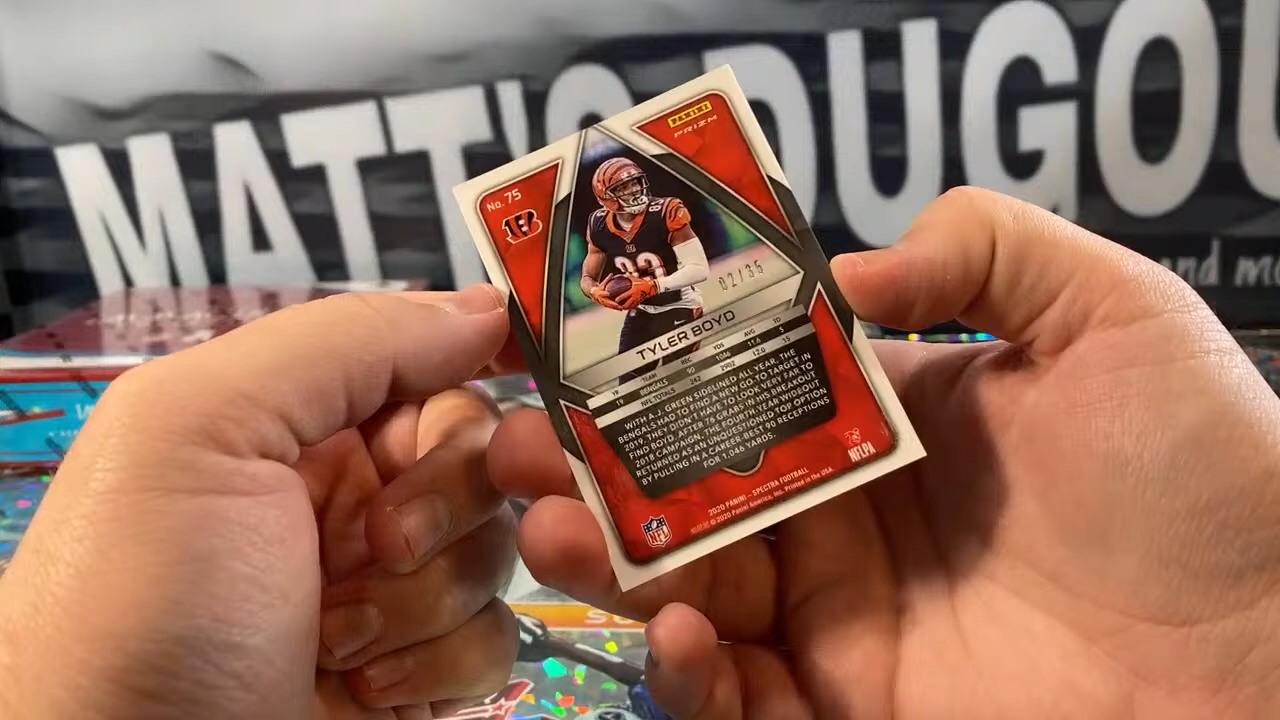 MATT'S DUGOU
and m
PANINI
PRIZM
No. 75
83
02/35
TYLER BOYD
YR TEAM REC YDS AVG TD
19 BENGALS 90 1046 11.6 5
NFL TOTALS 242 2902 12.0 15
WITH A.J. GREEN SIDELINED ALL YEAR, THE
BENGALS HAD TO FIND A NEW GO-TO TARGET IN
2019. THEY DIDN'T HAVE TO LOOK VERY FAR TO
FIND BOYD. AFTER 76 GRABS IN HIS BREAKOUT
2018 CAMPAIGN, THE FOURTH-YEAR WIDEOUT
RETURNED AS AN UNQUESTIONED TOP OPTION
BY PULLING IN A CAREER-BEST 90 RECEPTIONS
FOR 1,046 YARDS.
NFLPA
2020 PANINI – SPECTRA FOOTBALL
© 2020 Panini America, Inc. Printed in the USA.
NFL